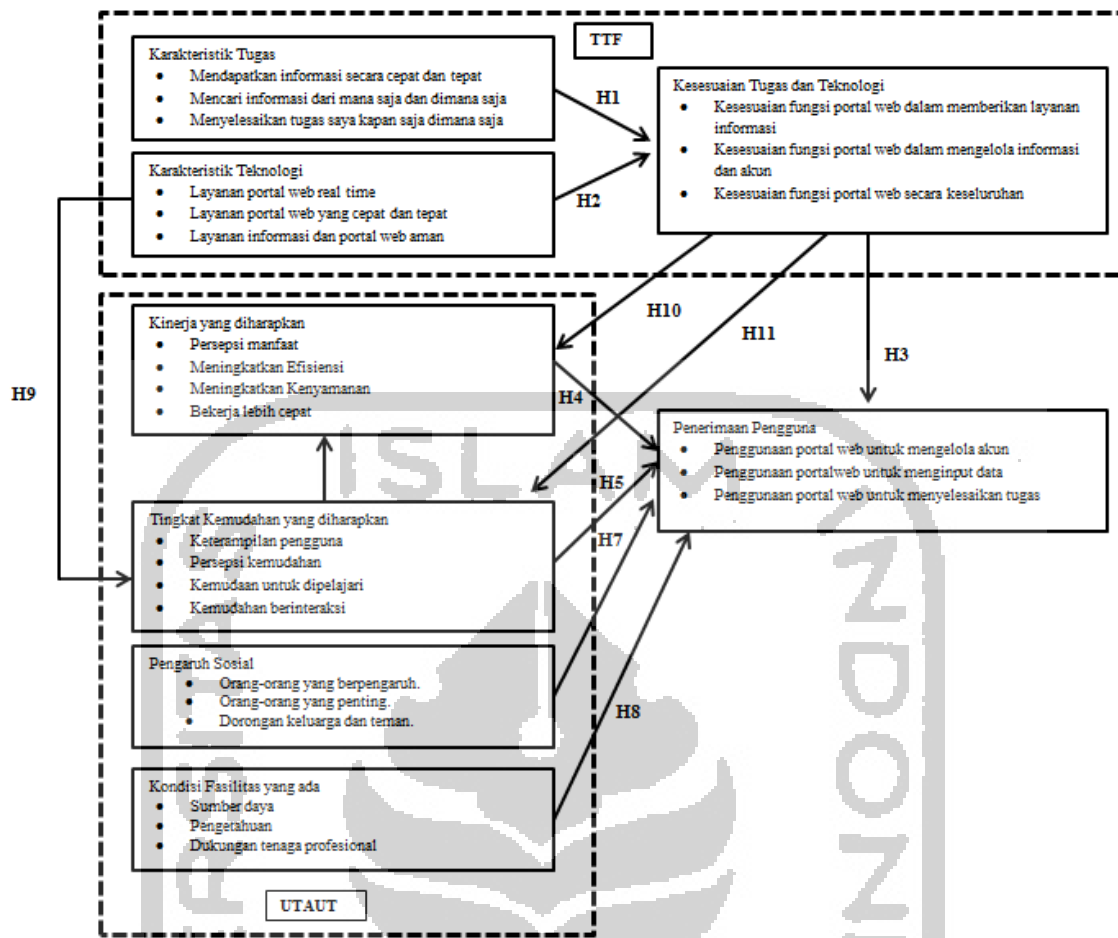 TTF
Karakteristik Tugas
• Mendapatkan informasi secara cepat dan tepat
• Mencari informasi dari mana saja dan dimana saja
• Menyelesaikan tugas saya kapan saja dimana saja
H1
Kesesuaian Tugas dan Teknologi
• Kesesuaian fungsi portal web dalam memberikan layanan
informasi
• Kesesuaian fungsi portal web dalam mengelola informasi
dan akun
• Kesesuaian fungsi portal web secara keseluruhan
Karakteristik Teknologi
• Layanan portal web real time
• Layanan portal web yang cepat dan tepat
• Layanan informasi dan portal web aman
H2
H10
H11
H3
H9
Kinerja yang diharapkan
• Persepsi manfaat
• Meningkatkan Efisiensi
• Meningkatkan Kenyamanan
• Bekerja lebih cepat
H4
Penerimaan Pengguna
• Penggunaan portal web untuk mengelola akun
• Penggunaan portalweb untuk menginput data
• Penggunaan portal web untuk menyelesaikan tugas
H5
Tingkat Kemudahan yang diharapkan
• Keterampilan pengguna
• Persepsi kemudahan
• Kemudaan untuk dipelajari
• Kemudahan berinteraksi
H7
Pengaruh Sosial
• Orang-orang yang berpengaruh.
• Orang-orang yang penting.
• Dorongan keluarga dan teman.
H8
Kondisi Fasilitas yang ada
• Sumber daya
• Pengetahuan
• Dukungan tenaga profesional
UTAUT
ISLAM